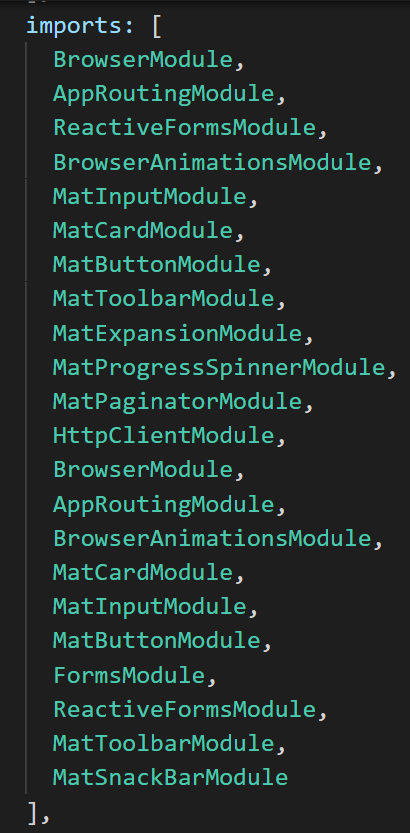 imports: [
BrowserModule,
AppRoutingModule,
ReactiveFormsModule,
BrowserAnimationsModule,
MatInputModule,
MatCardModule,
MatButtonModule,
MatToolbarModule,
MatExpansionModule,
MatProgressSpinnerModule,
MatPaginatorModule,
HttpClientModule,
BrowserModule,
AppRoutingModule,
BrowserAnimationsModule,
MatCardModule,
MatInputModule,
MatButtonModule,
FormsModule,
ReactiveFormsModule,
MatToolbarModule,
MatSnackBarModule
],